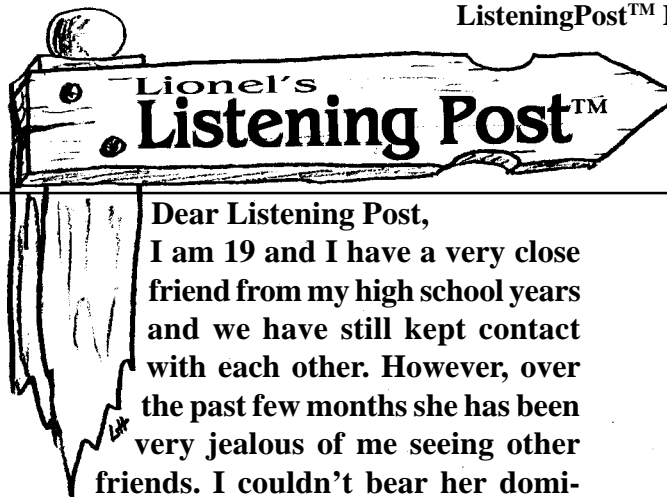 ListeningPost™
Lionel's
Listening Post™
Dear Listening Post,
I am 19 and I have a very close
friend from my high school years
and we have still kept contact
with each other. However, over
the past few months she has been
very jealous of me seeing other
friends. I couldn't bear her domi-